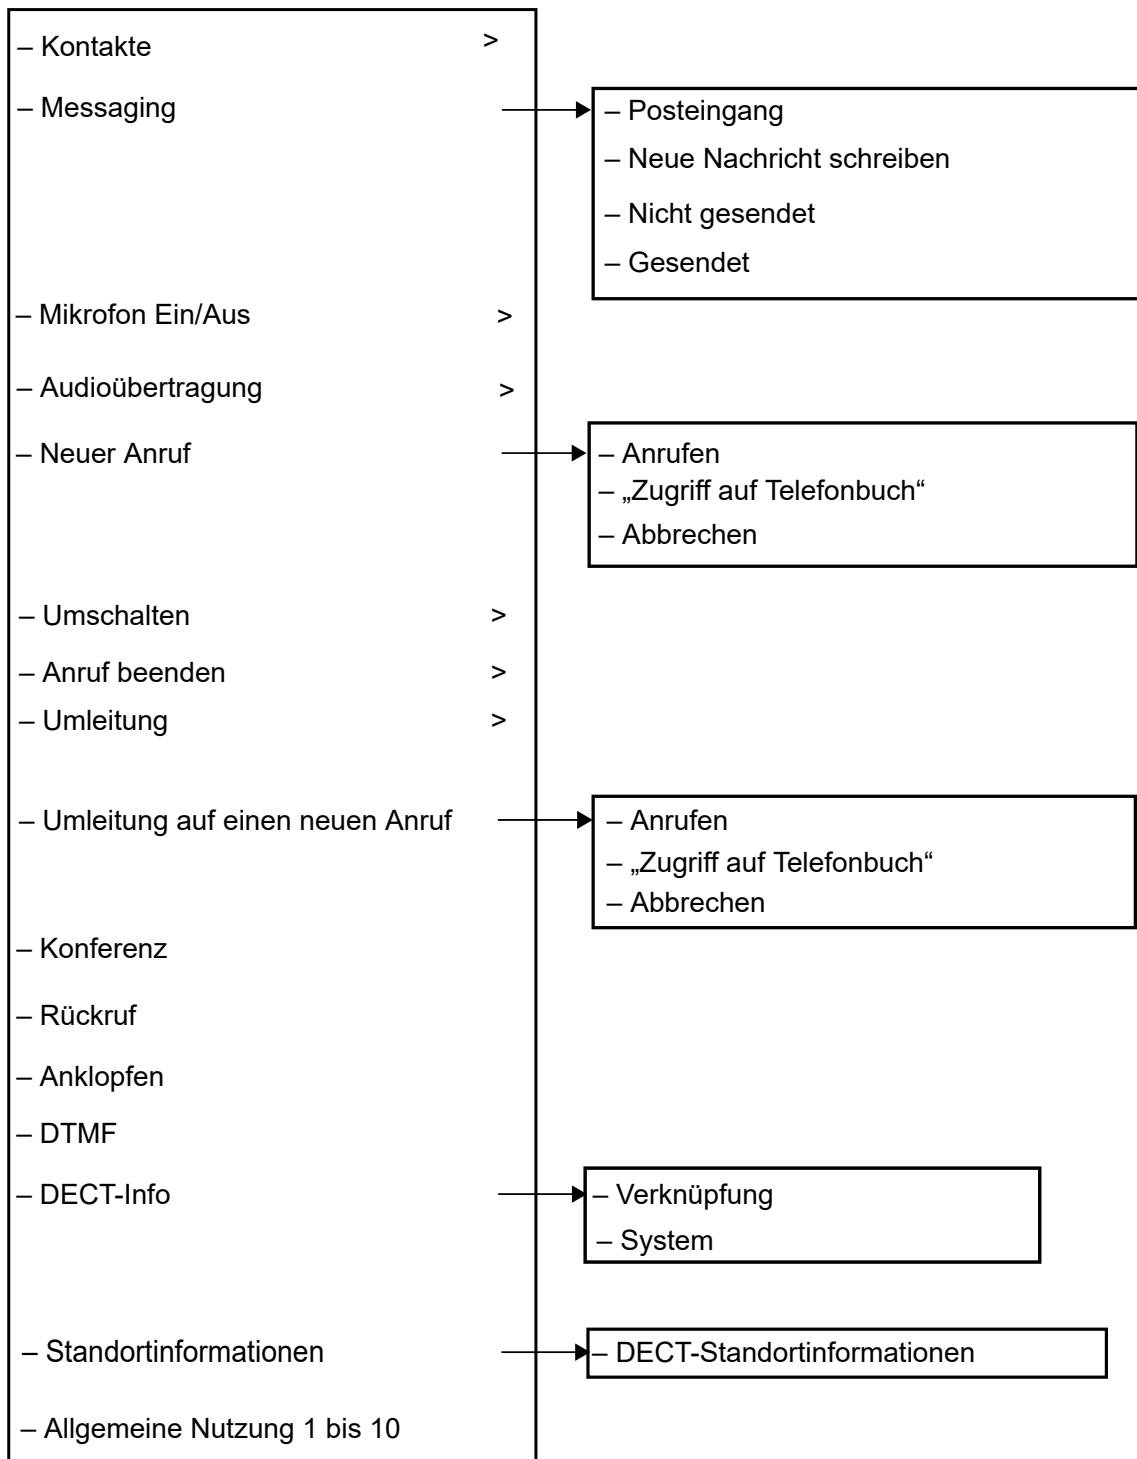 – Kontakte >
– Messaging
– Posteingang
– Neue Nachricht schreiben
– Nicht gesendet
– Gesendet
– Mikrofon Ein/Aus >
– Audioübertragung >
– Neuer Anruf
– Anrufen
– „Zugriff auf Telefonbuch“
– Abbrechen
– Umschalten >
– Anruf beenden >
– Umleitung >
– Umleitung auf einen neuen Anruf
– Anrufen
– „Zugriff auf Telefonbuch“
– Abbrechen
– Konferenz
– Rückruf
– Anklopfen
– DTMF
– DECT-Info
– Verknüpfung
– System
– Standortinformationen
– DECT-Standortinformationen
– Allgemeine Nutzung 1 bis 10